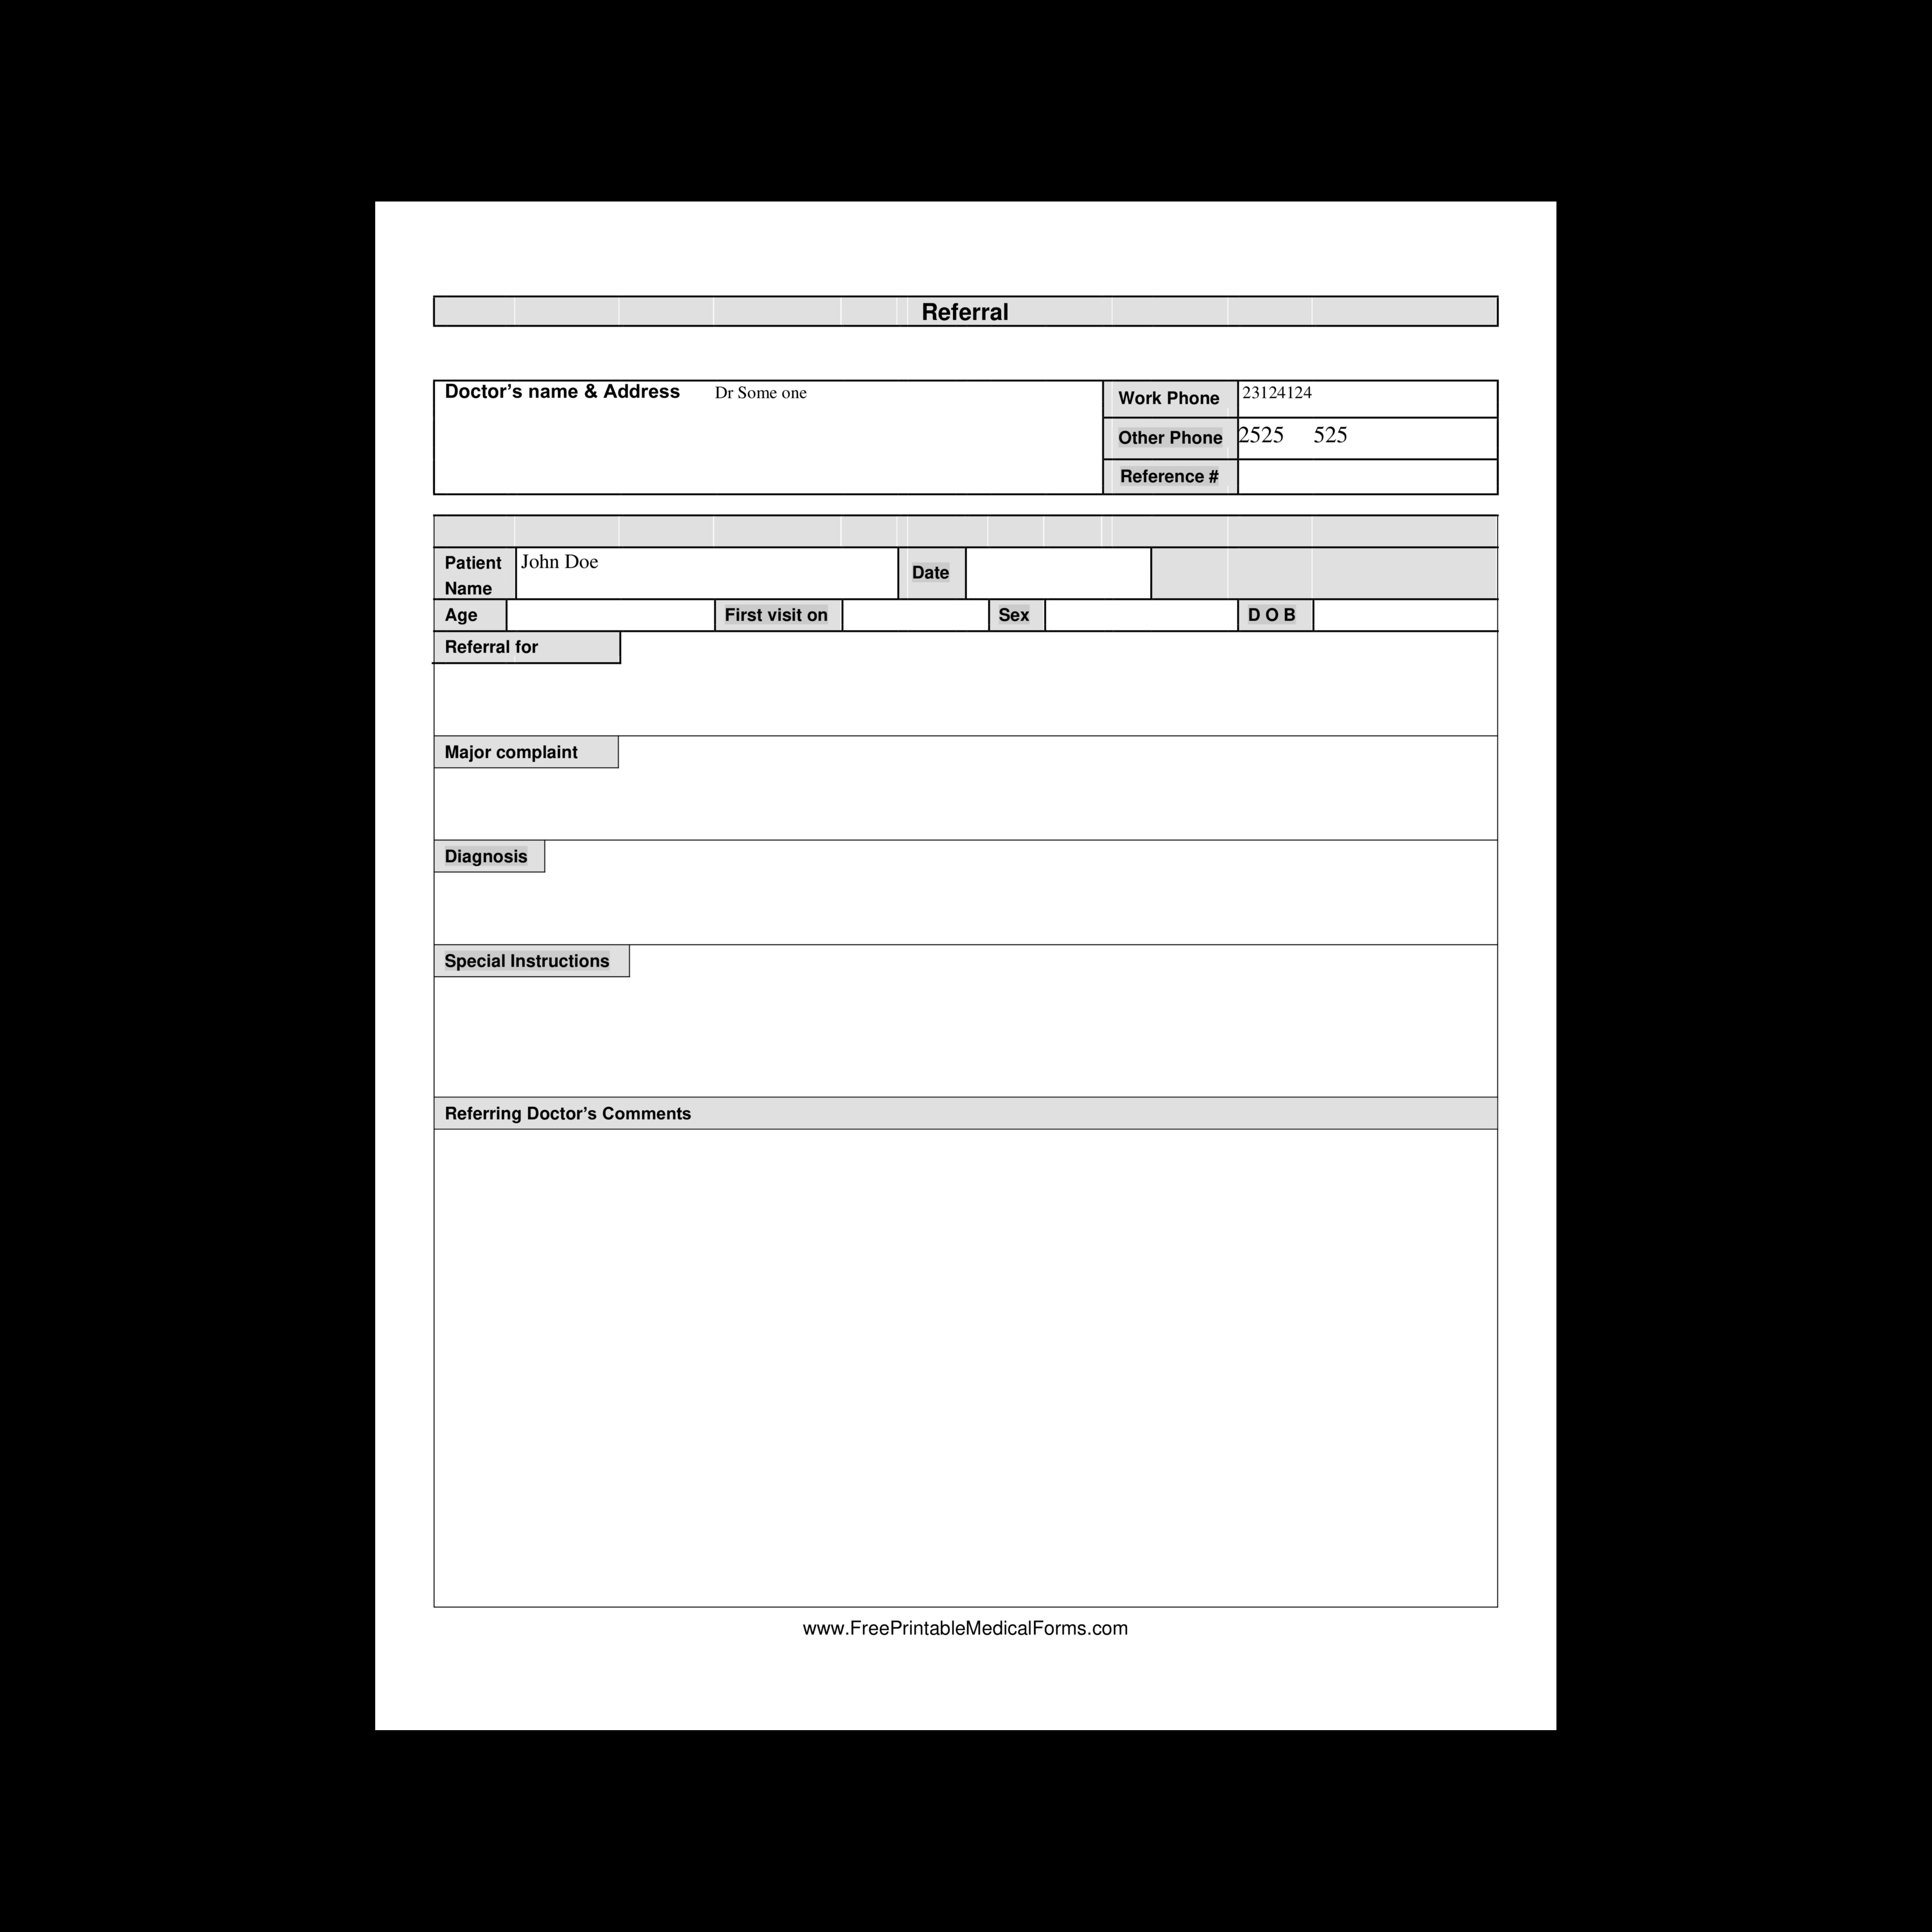 Referral
Doctor’s name & Address Dr Some one
Work Phone 23124124
Other Phone 2525 525
Reference #
Patient Name John Doe
Date
Age First visit on Sex D O B
Referral for
Major complaint
Diagnosis
Special Instructions
Referring Doctor’s Comments
www.FreePrintableMedicalForms.com